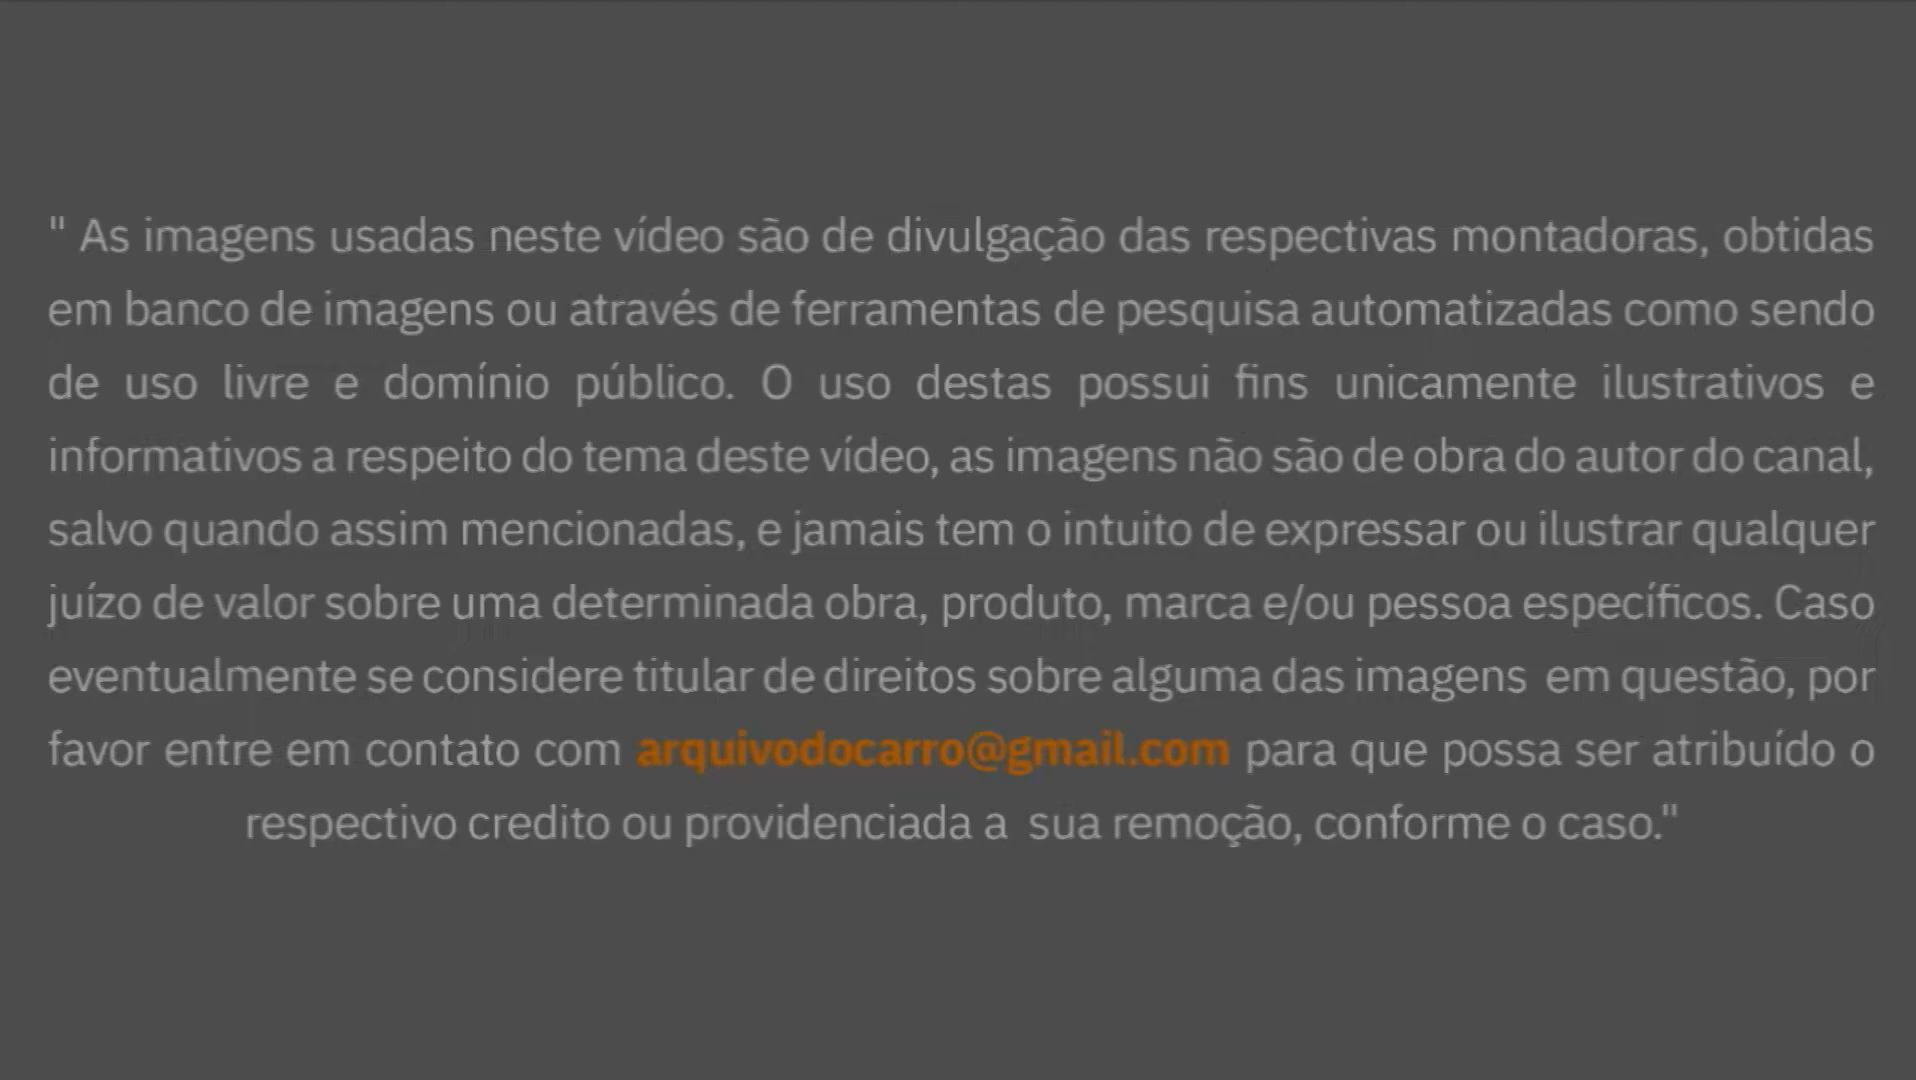 " As imagens usadas neste vídeo são de divulgação das respectivas montadoras, obtidas
em banco de imagens ou através de ferramentas de pesquisa automatizadas como sendo
de uso livre e domínio público. O uso destas possui fins unicamente ilustrativos e
informativos a respeito do tema deste vídeo, as imagens não são de obra do autor do canal,
salvo quando assim mencionadas, e jamais tem o intuito de expressar ou ilustrar qualquer
juízo de valor sobre uma determinada obra, produto, marca e/ou pessoa específicos. Caso
eventualmente se considere titular de direitos sobre alguma das imagens em questão, por
favor entre em contato com arquivodocarro@gmail.com para que possa ser atribuído o
respectivo credito ou providenciada a sua remoção, conforme o caso."